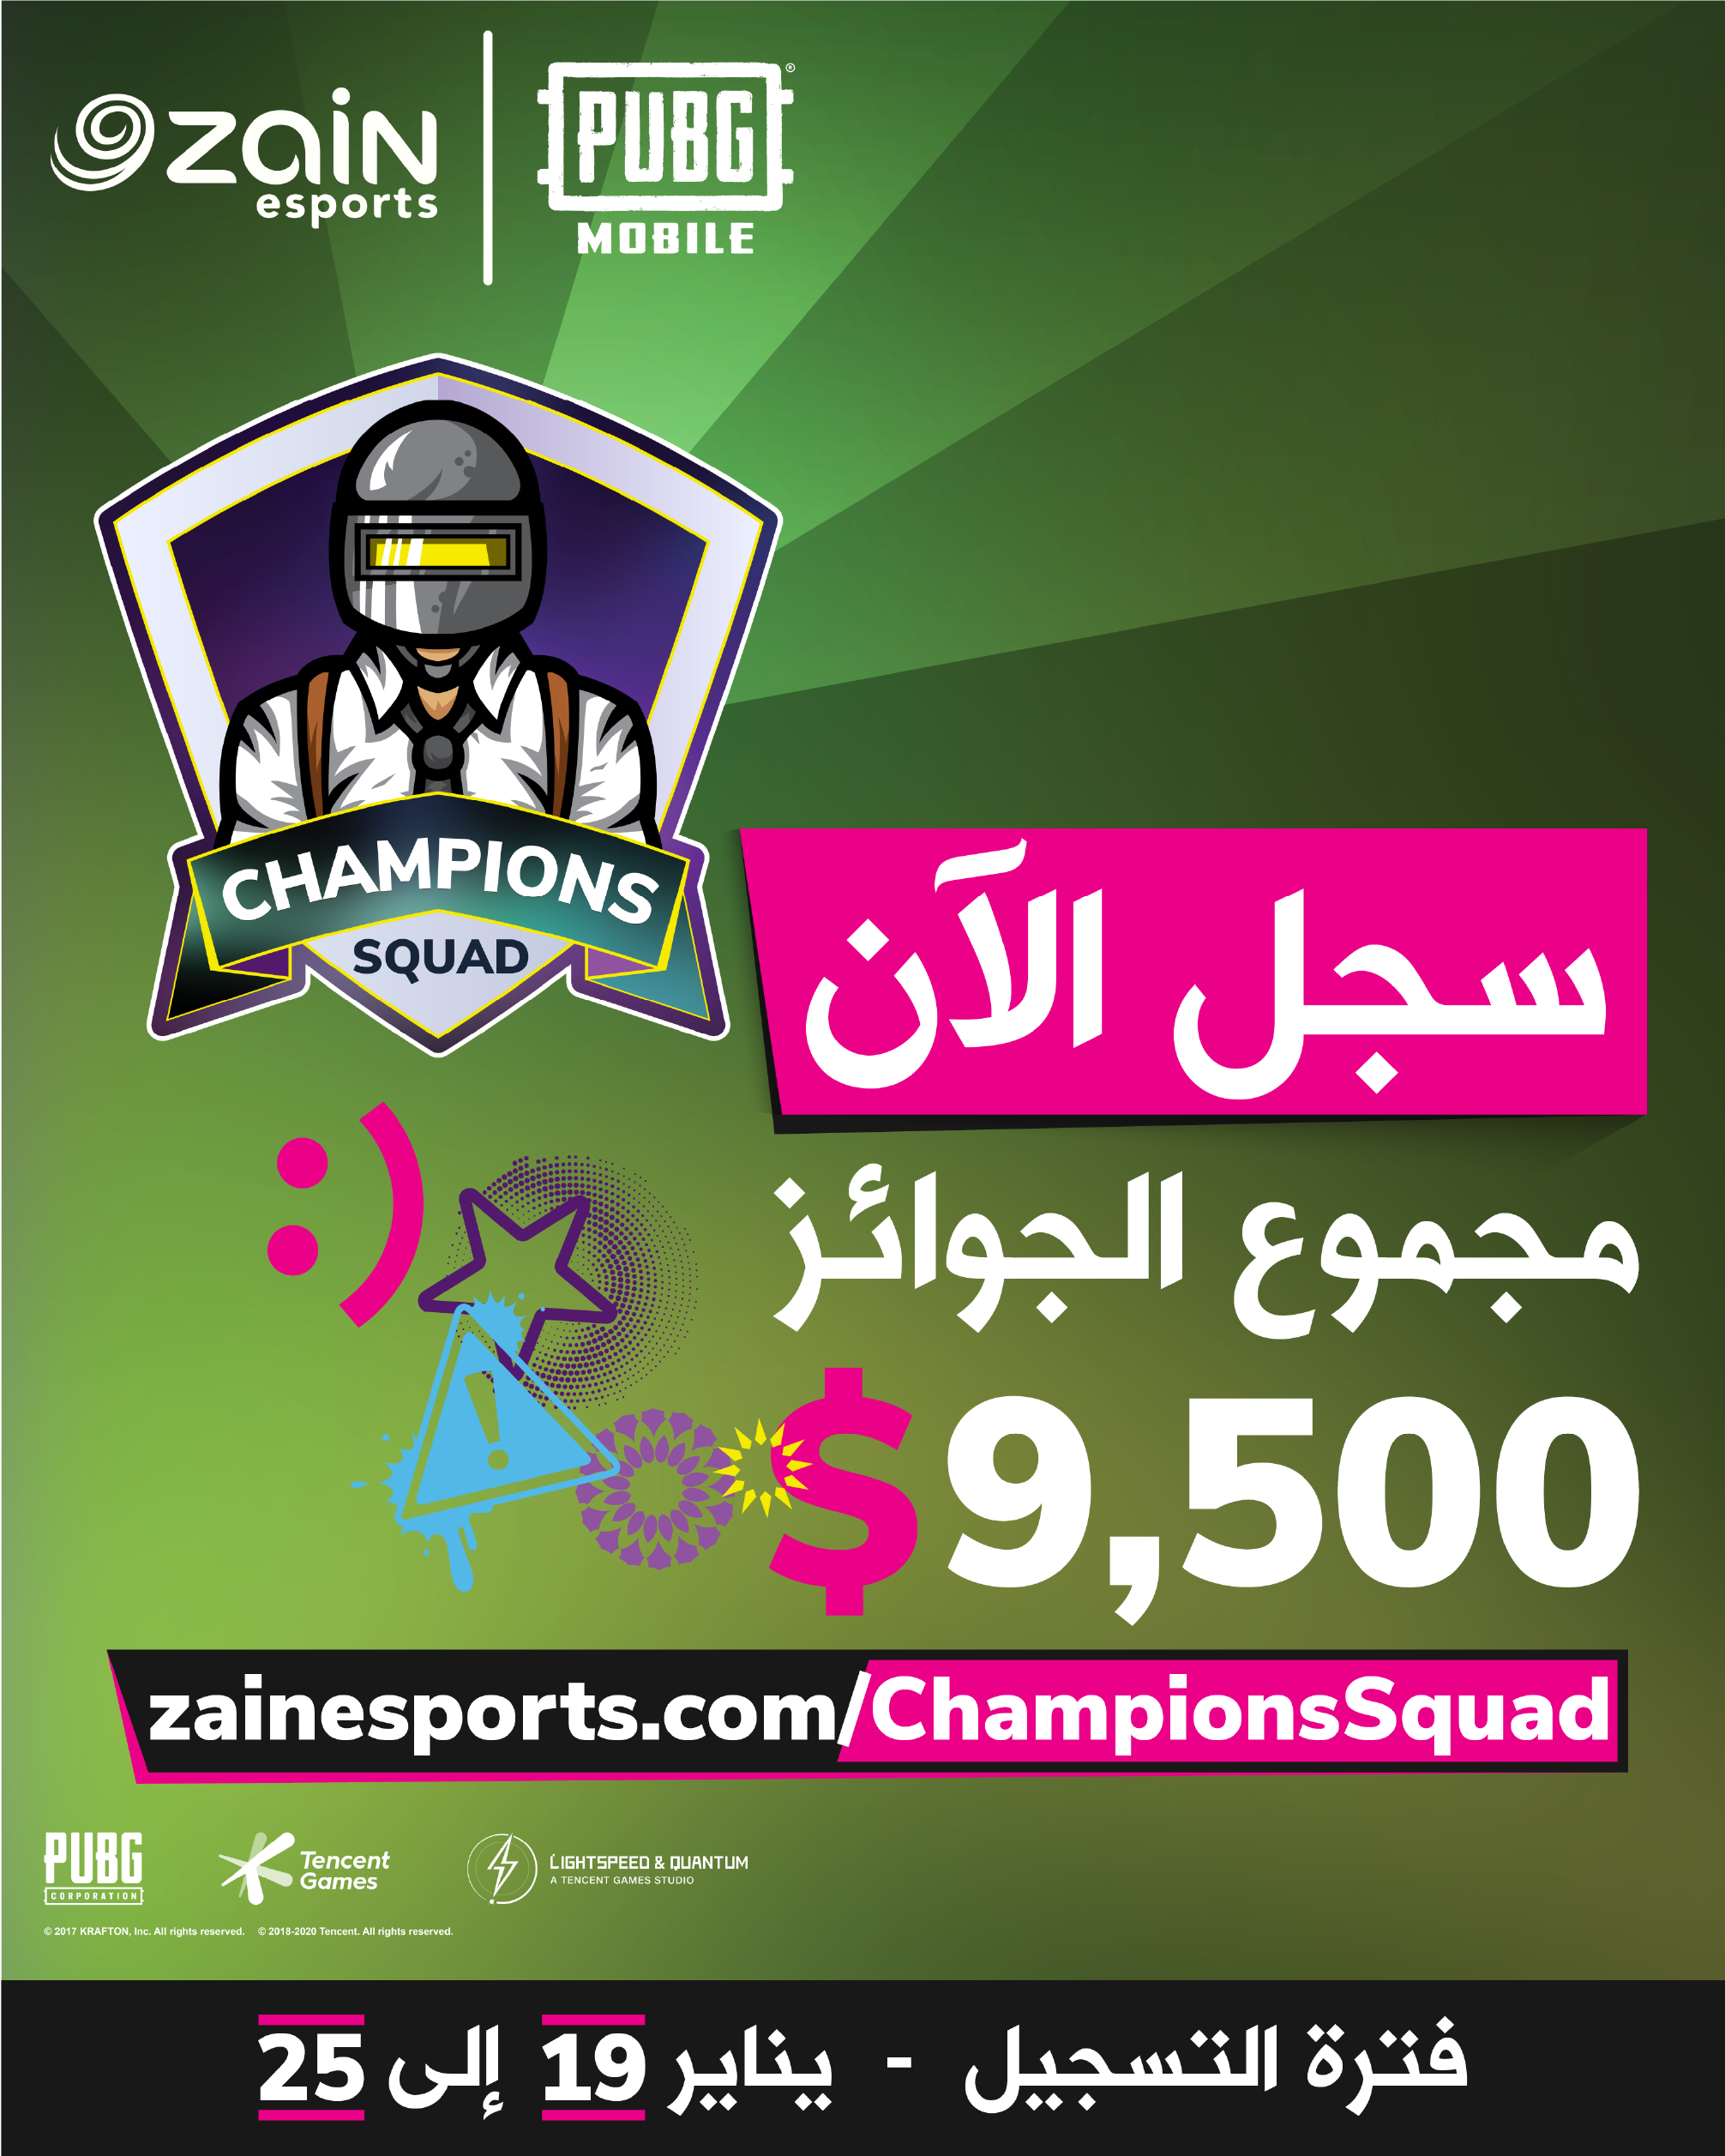 zain
esports
PUBG®
MOBILE
CHAMPIONS
SQUAD
سجل الآن
مجموع الجوائز
$9,500
zainesports.com/ChampionsSquad
PUBG
CORPORATION
Tencent
Games
LIGHTSPEED & QUANTUM
A TENCENT GAMES STUDIO
© 2017 KRAFTON, Inc. All rights reserved. © 2018-2020 Tencent. All rights reserved.
فترة التسجيل - يناير 19 إلى 25